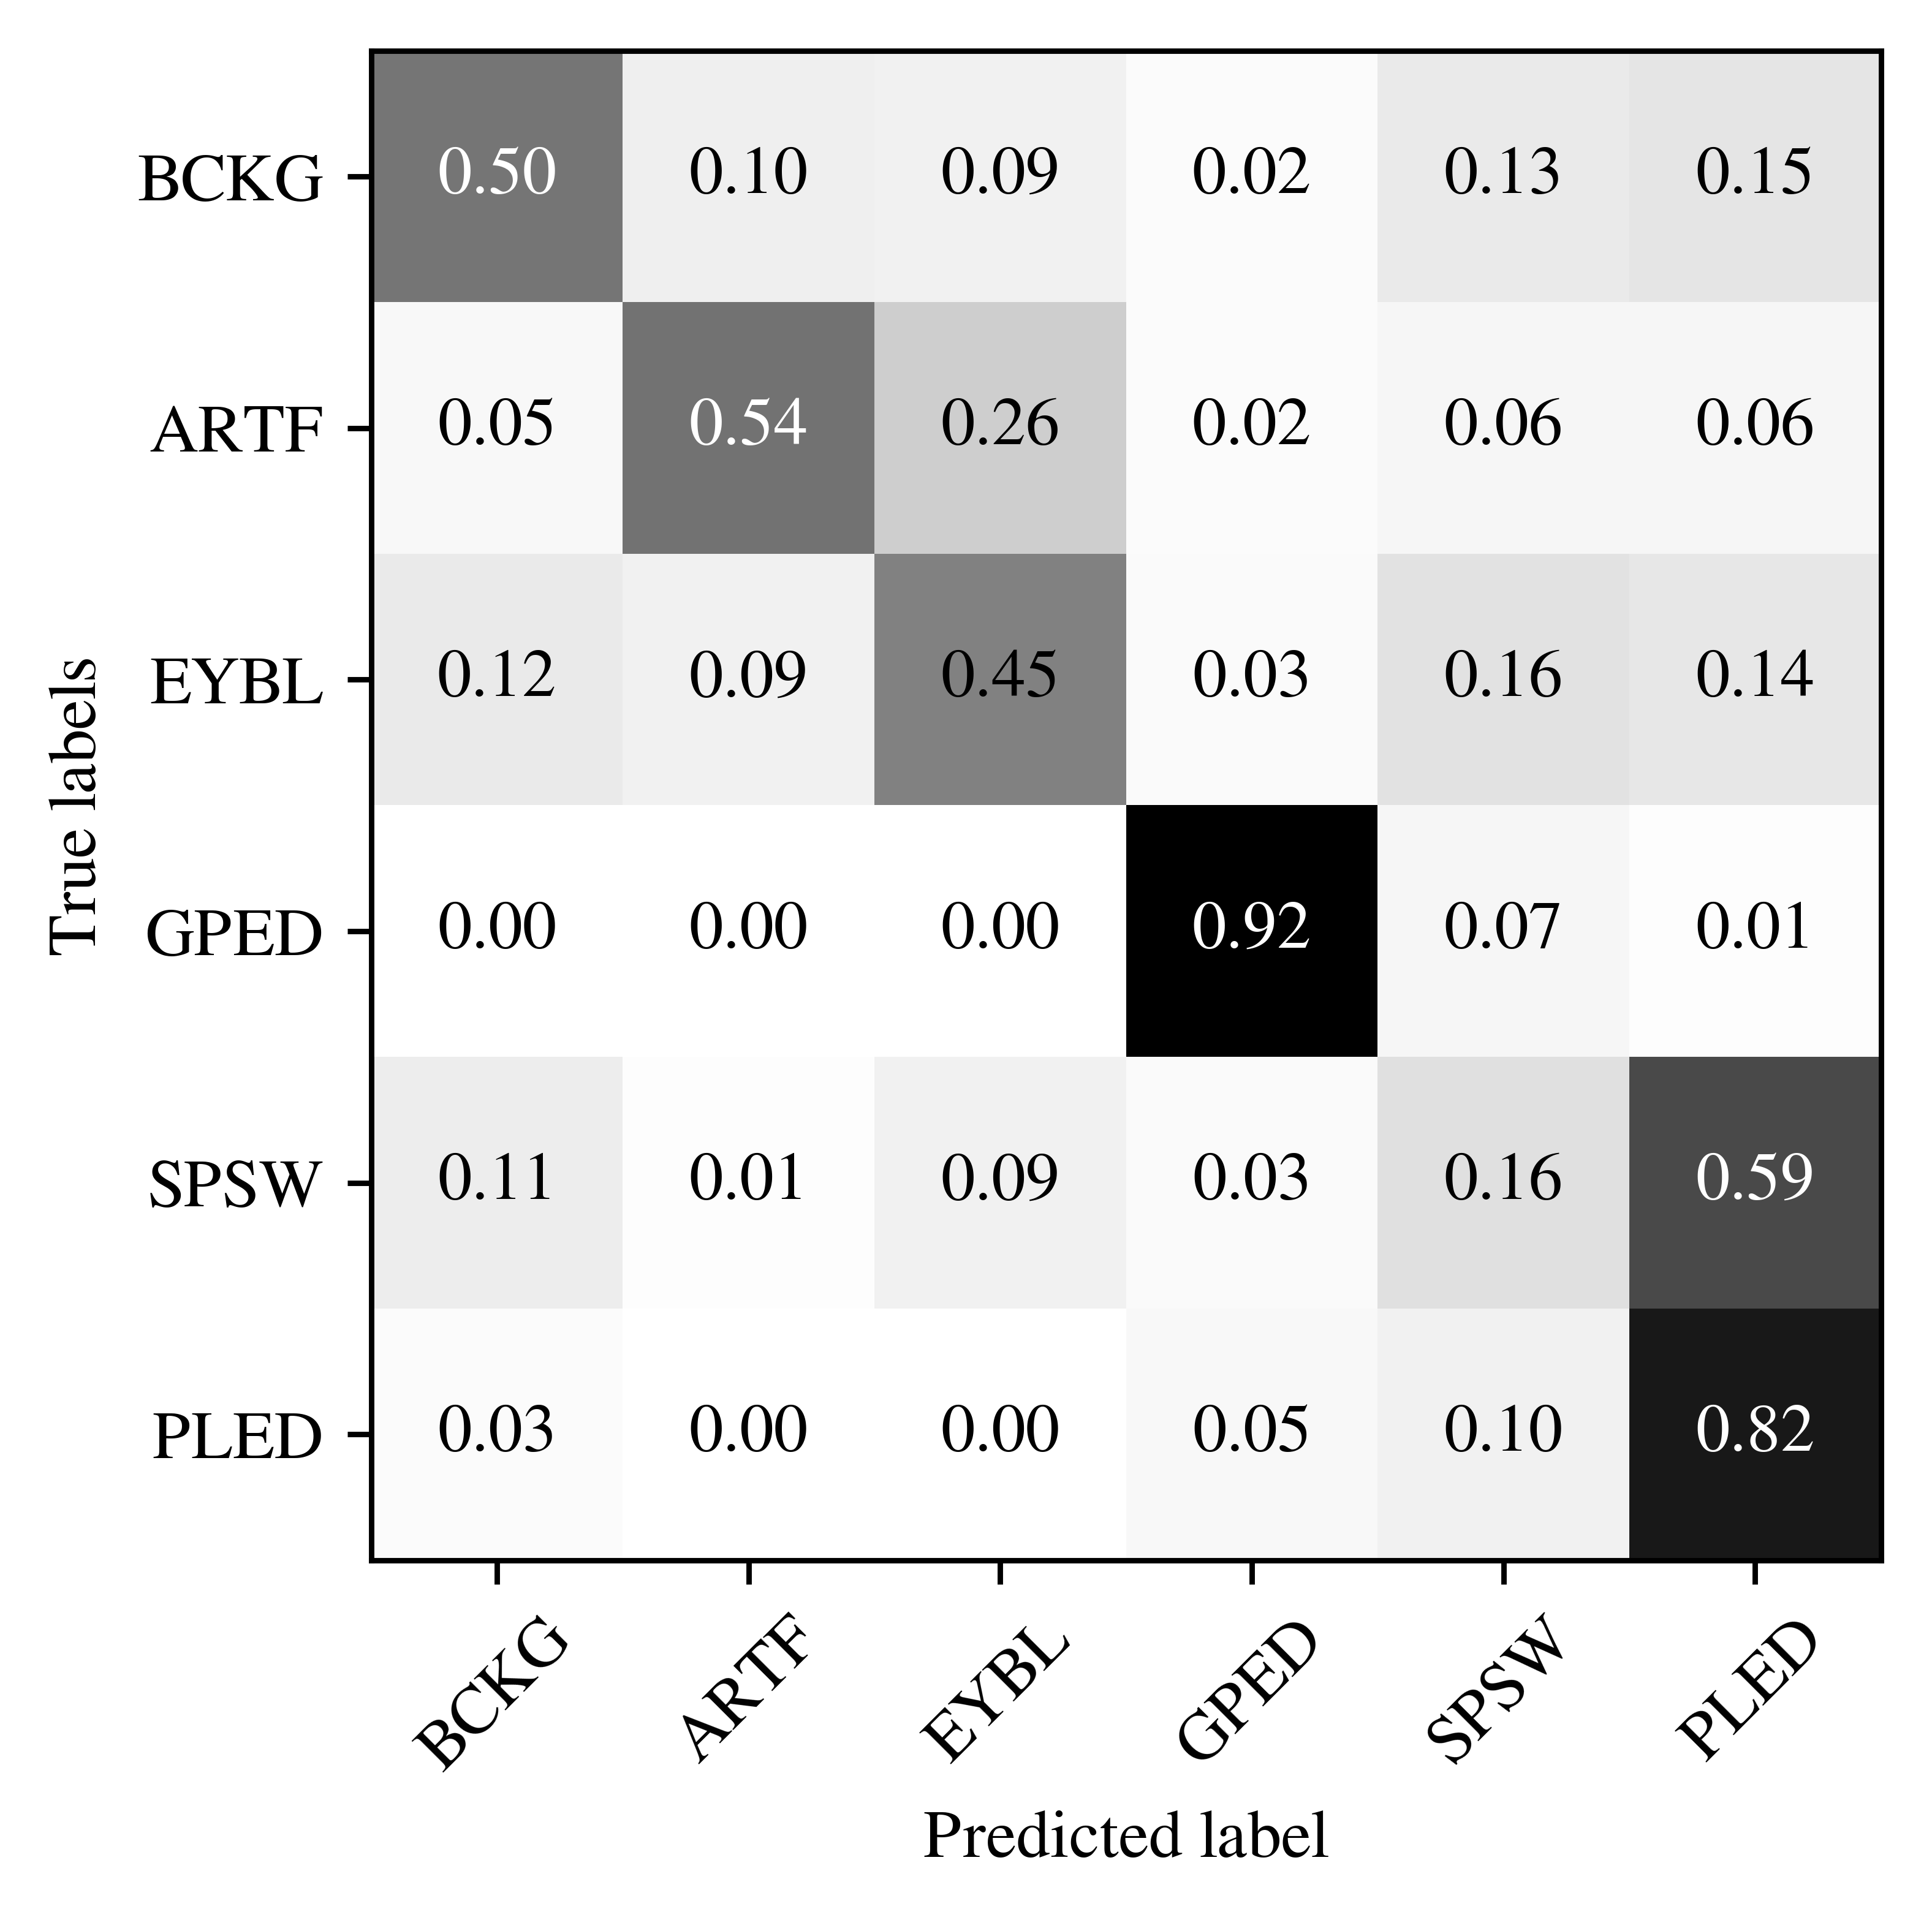 True labels
BCKG 0.50 0.10 0.09 0.02 0.13 0.15
ARTF 0.05 0.54 0.26 0.02 0.06 0.06
EYBL 0.12 0.09 0.45 0.03 0.16 0.14
GPED 0.00 0.00 0.00 0.92 0.07 0.01
SPSW 0.11 0.01 0.09 0.03 0.16 0.59
PLED 0.03 0.00 0.00 0.05 0.10 0.82
BCKG ARTF EYBL GPED SPSW PLED
Predicted label